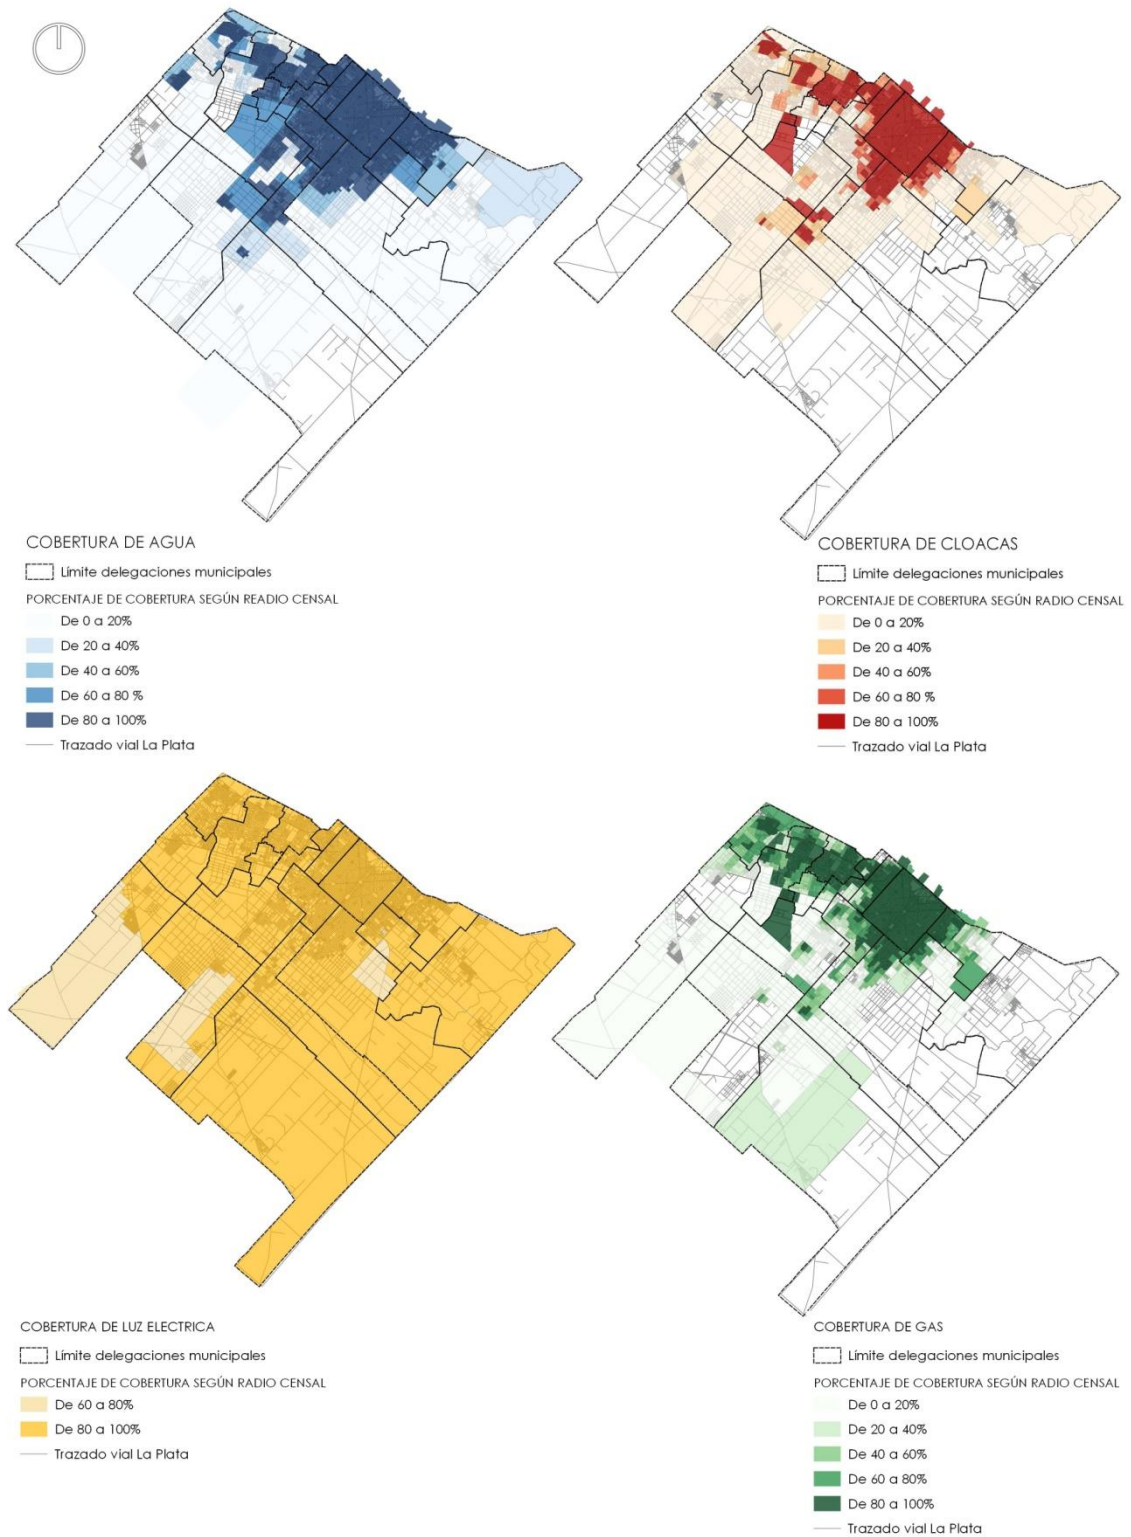 COBERTURA DE AGUA
Límite delegaciones municipales
PORCENTAJE DE COBERTURA SEGÚN READIO CENSAL
De 0 a 20%
De 20 a 40%
De 40 a 60%
De 60 a 80 %
De 80 a 100%
Trazado vial La Plata
COBERTURA DE CLOACAS
Límite delegaciones municipales
PORCENTAJE DE COBERTURA SEGÚN RADIO CENSAL
De 0 a 20%
De 20 a 40%
De 40 a 60%
De 60 a 80 %
De 80 a 100%
Trazado vial La Plata
COBERTURA DE LUZ ELECTRICA
Límite delegaciones municipales
PORCENTAJE DE COBERTURA SEGÚN RADIO CENSAL
De 60 a 80%
De 80 a 100%
Trazado vial La Plata
COBERTURA DE GAS
Límite delegaciones municipales
PORCENTAJE DE COBERTURA SEGÚN RADIO CENSAL
De 0 a 20%
De 20 a 40%
De 40 a 60%
De 60 a 80%
De 80 a 100%
Trazado vial La Plata